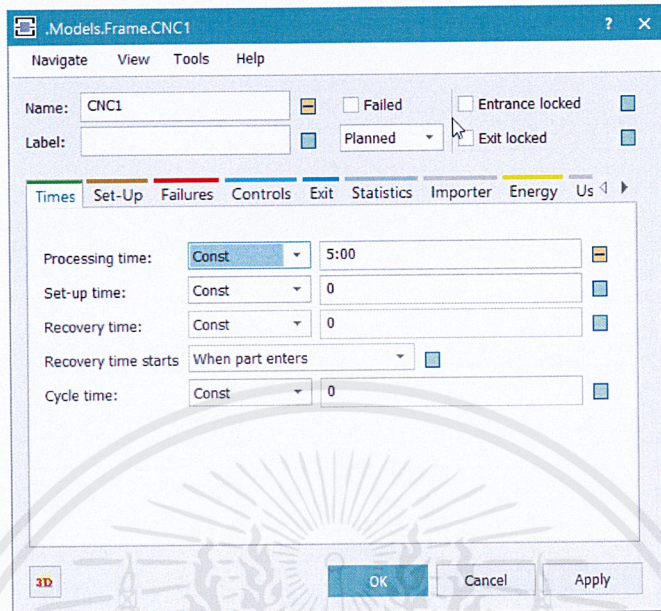 .Models.Frame.CNC1 ? ×
Navigate View Tools Help
Name: CNC1 Failed Entrance locked
Label: Planned Exit locked
Times Set-Up Failures Controls Exit Statistics Importer Energy Us
Processing time: Const 5:00
Set-up time: Const 0
Recovery time: Const 0
Recovery time starts When part enters
Cycle time: Const 0
3D OK Cancel Apply